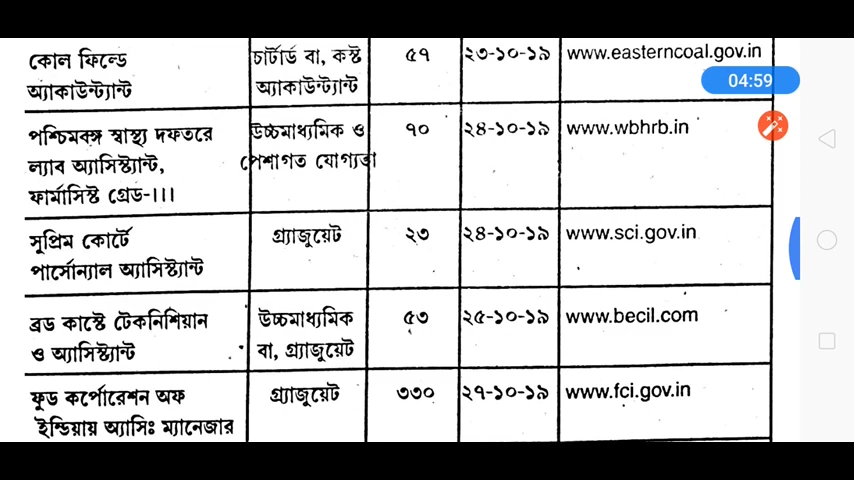 কোল ফিল্ডে চার্টার্ড বা, কস্ট ৫৭ ২৩-১০-১৯ www.easterncoal.gov.in
অ্যাকাউন্ট্যান্ট অ্যাকাউন্ট্যান্ট
04:59
পশ্চিমবঙ্গ স্বাস্থ্য দফতরে উচ্চমাধ্যমিক ও ৭০ ২৪-১০-১৯ www.wbhrb.in
ল্যাব অ্যাসিস্ট্যান্ট, পেশাগত যোগ্যতা
ফার্মাসিস্ট গ্রেড-III
সুপ্রিম কোর্টে গ্র্যাজুয়েট ২৩ ২৪-১০-১৯ www.sci.gov.in
পার্সোন্যাল অ্যাসিস্ট্যান্ট
ব্রড কাস্টে টেকনিশিয়ান উচ্চমাধ্যমিক ৫৩ ২৫-১০-১৯ www.becil.com
ও অ্যাসিস্ট্যান্ট বা, গ্র্যাজুয়েট
ফুড কর্পোরেশন অফ গ্র্যাজুয়েট ৩৩০ ২৭-১০-১৯ www.fci.gov.in
ইন্ডিয়ায় অ্যাসিঃ ম্যানেজার